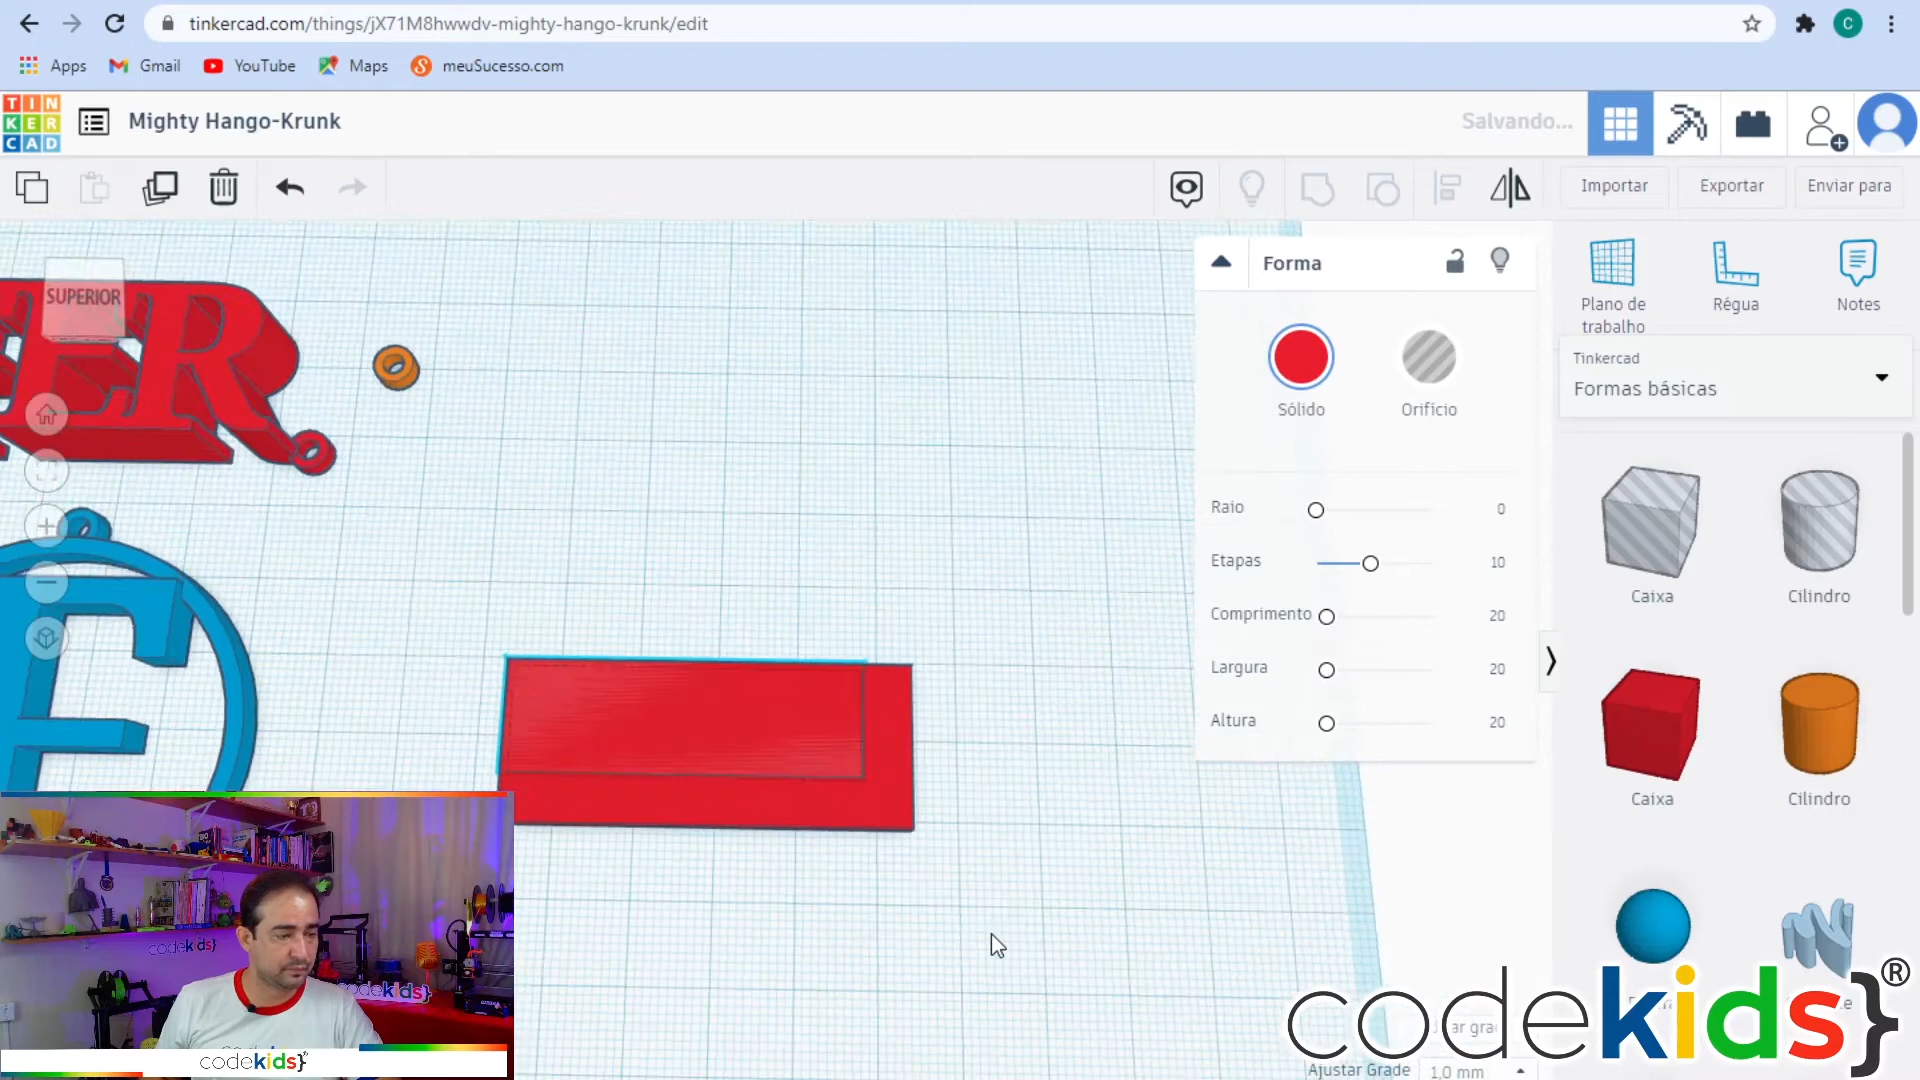 tinkercad.com/things/jX71M8hwwdv-mighty-hango-krunk/edit
C
Apps
Gmail
YouTube
Maps
meuSucesso.com
TIN
KER
CAD
Mighty Hango-Krunk
Salvando...
Importar
Exportar
Enviar para
SUPERIOR
Forma
Sólido
Orifício
Raio
0
Etapas
10
Comprimento
20
Largura
20
Altura
20
Plano de
trabalho
Régua
Notes
Tinkercad
Formas básicas
Caixa
Cilindro
Caixa
Cilindro
Ajustar Grade
1,0 mm
codekids}
codekids}
codekids}
codekids}®